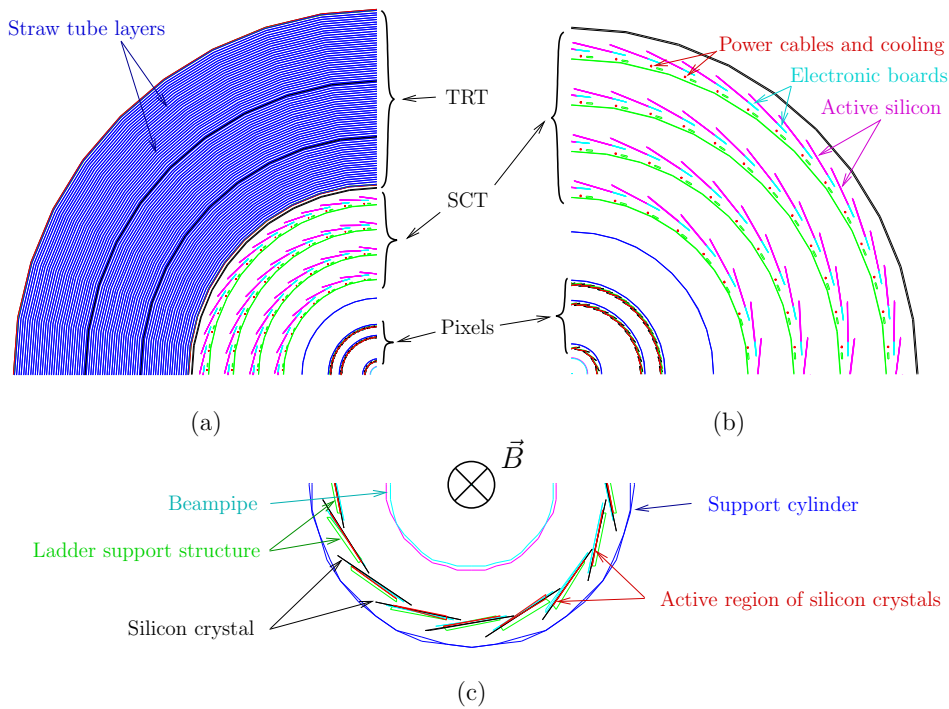 Straw tube layers
TRT
SCT
Pixels
Power cables and cooling
Electronic boards
Active silicon
(a)
(b)
$\vec{B}$
Beampipe
Support cylinder
Ladder support structure
Active region of silicon crystals
Silicon crystal
(c)